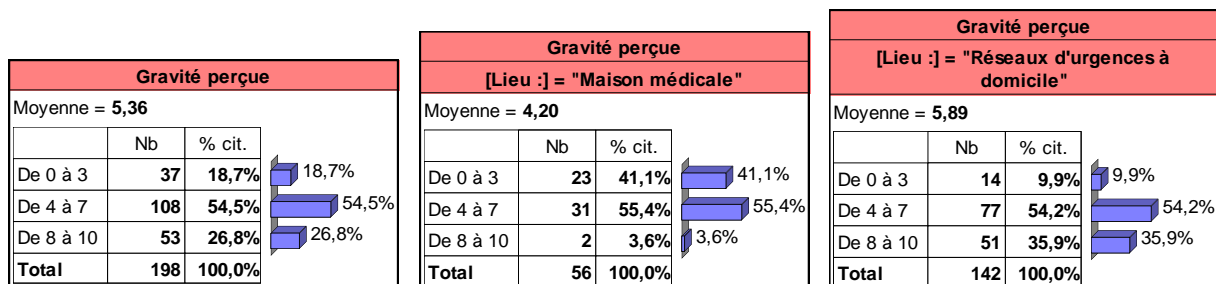 Gravité perçue
Moyenne = 5,36
Nb % cit.
De 0 à 3 37 18,7% 18,7%
De 4 à 7 108 54,5% 54,5%
De 8 à 10 53 26,8% 26,8%
Total 198 100,0%
Gravité perçue
[Lieu :] = "Maison médicale"
Moyenne = 4,20
Nb % cit.
De 0 à 3 23 41,1% 41,1%
De 4 à 7 31 55,4% 55,4%
De 8 à 10 2 3,6% 3,6%
Total 56 100,0%
Gravité perçue
[Lieu :] = "Réseaux d'urgences à
domicile"
Moyenne = 5,89
Nb % cit.
De 0 à 3 14 9,9% 9,9%
De 4 à 7 77 54,2% 54,2%
De 8 à 10 51 35,9% 35,9%
Total 142 100,0%